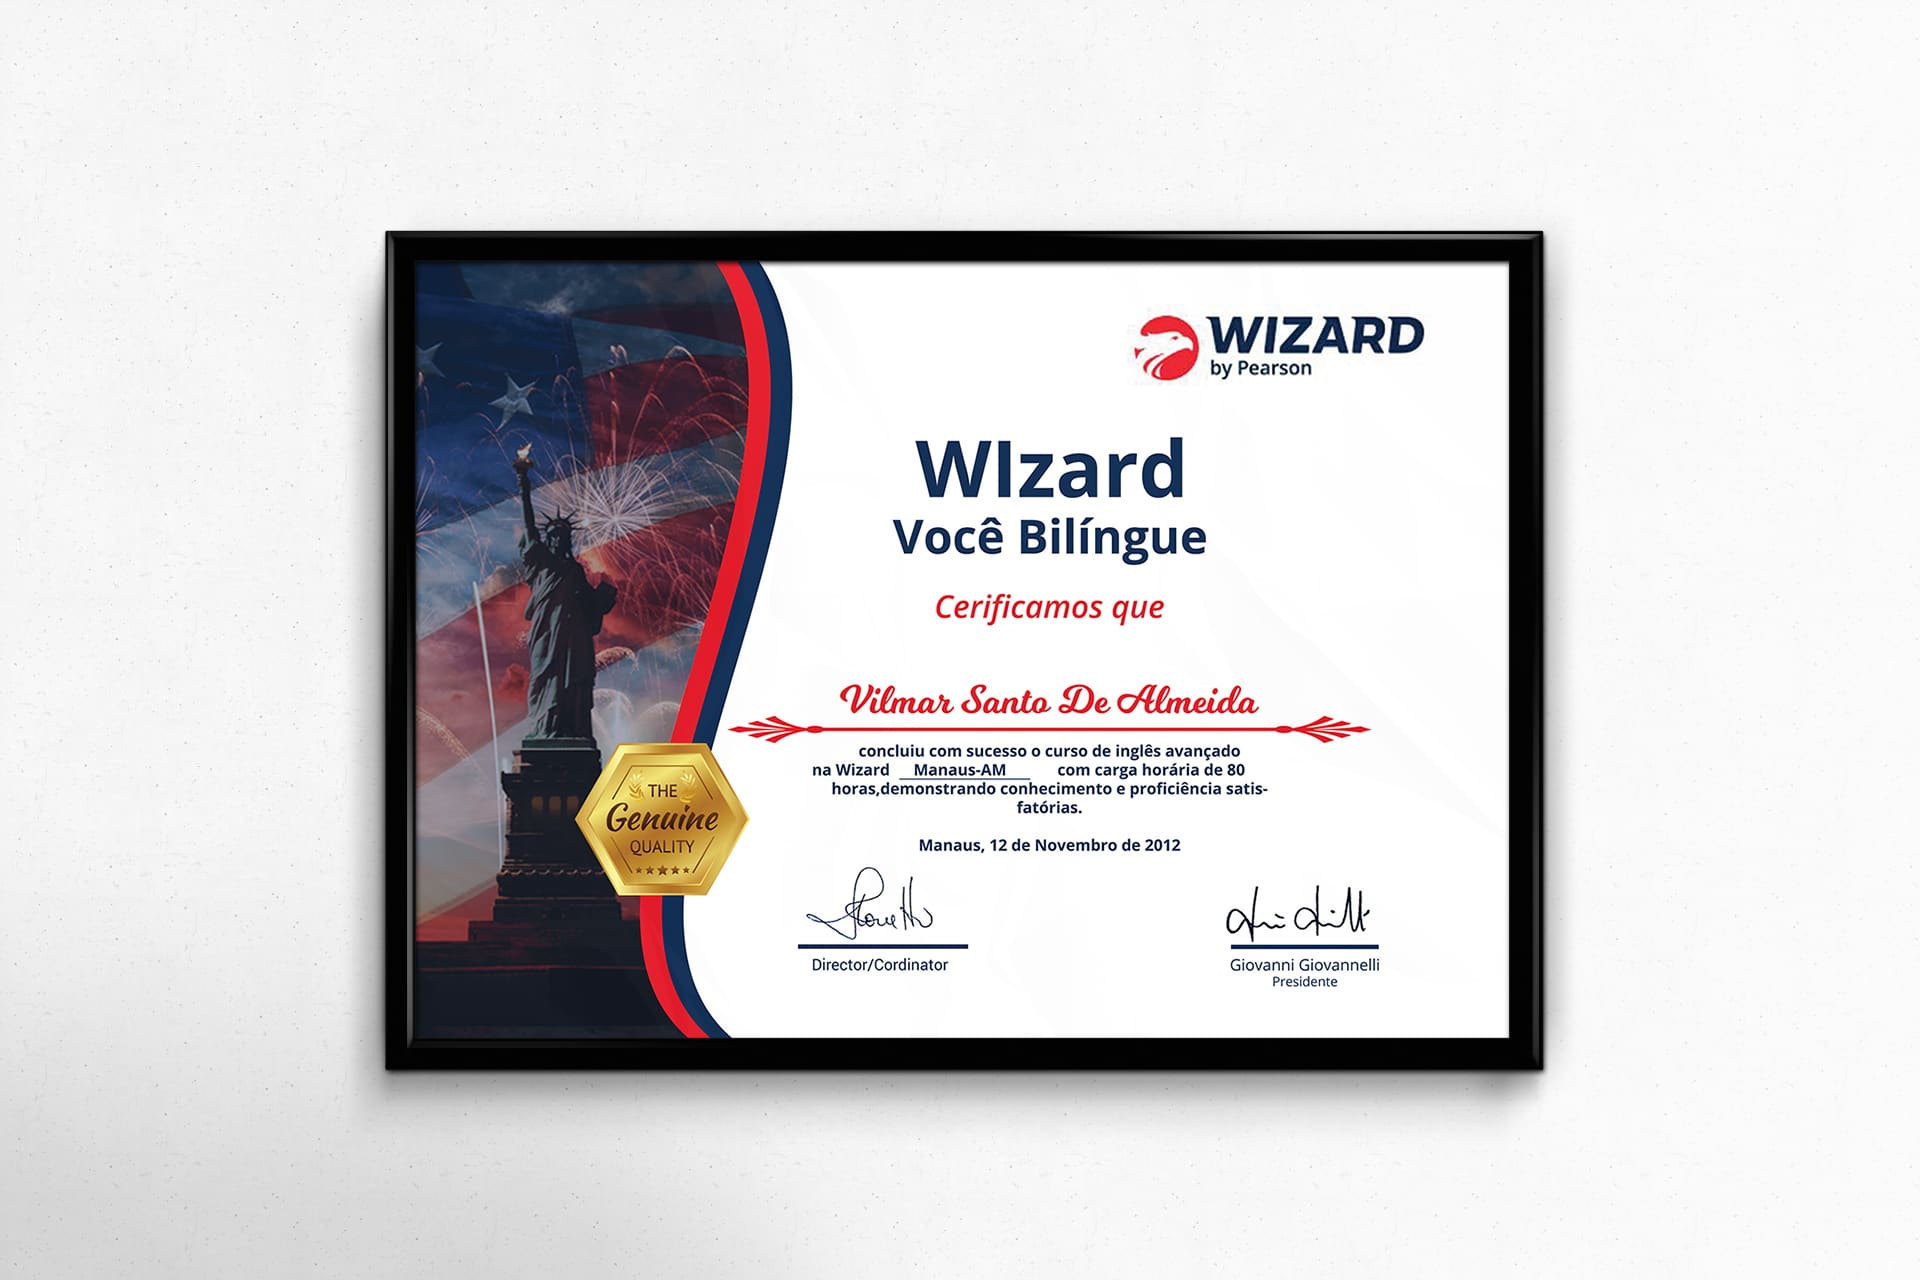 WIZARD
by Pearson
WIzard
Você Bilíngue
Cerificamos que
Vilmar Santo De Almeida
concluiu com sucesso o curso de inglês avançado
na Wizard Manaus-AM com carga horária de 80
horas,demonstrando conhecimento e proficiência satis-
fatórias.
Manaus, 12 de Novembro de 2012
THE
Genuine
QUALITY
Director/Cordinator
Giovanni Giovannelli
Presidente